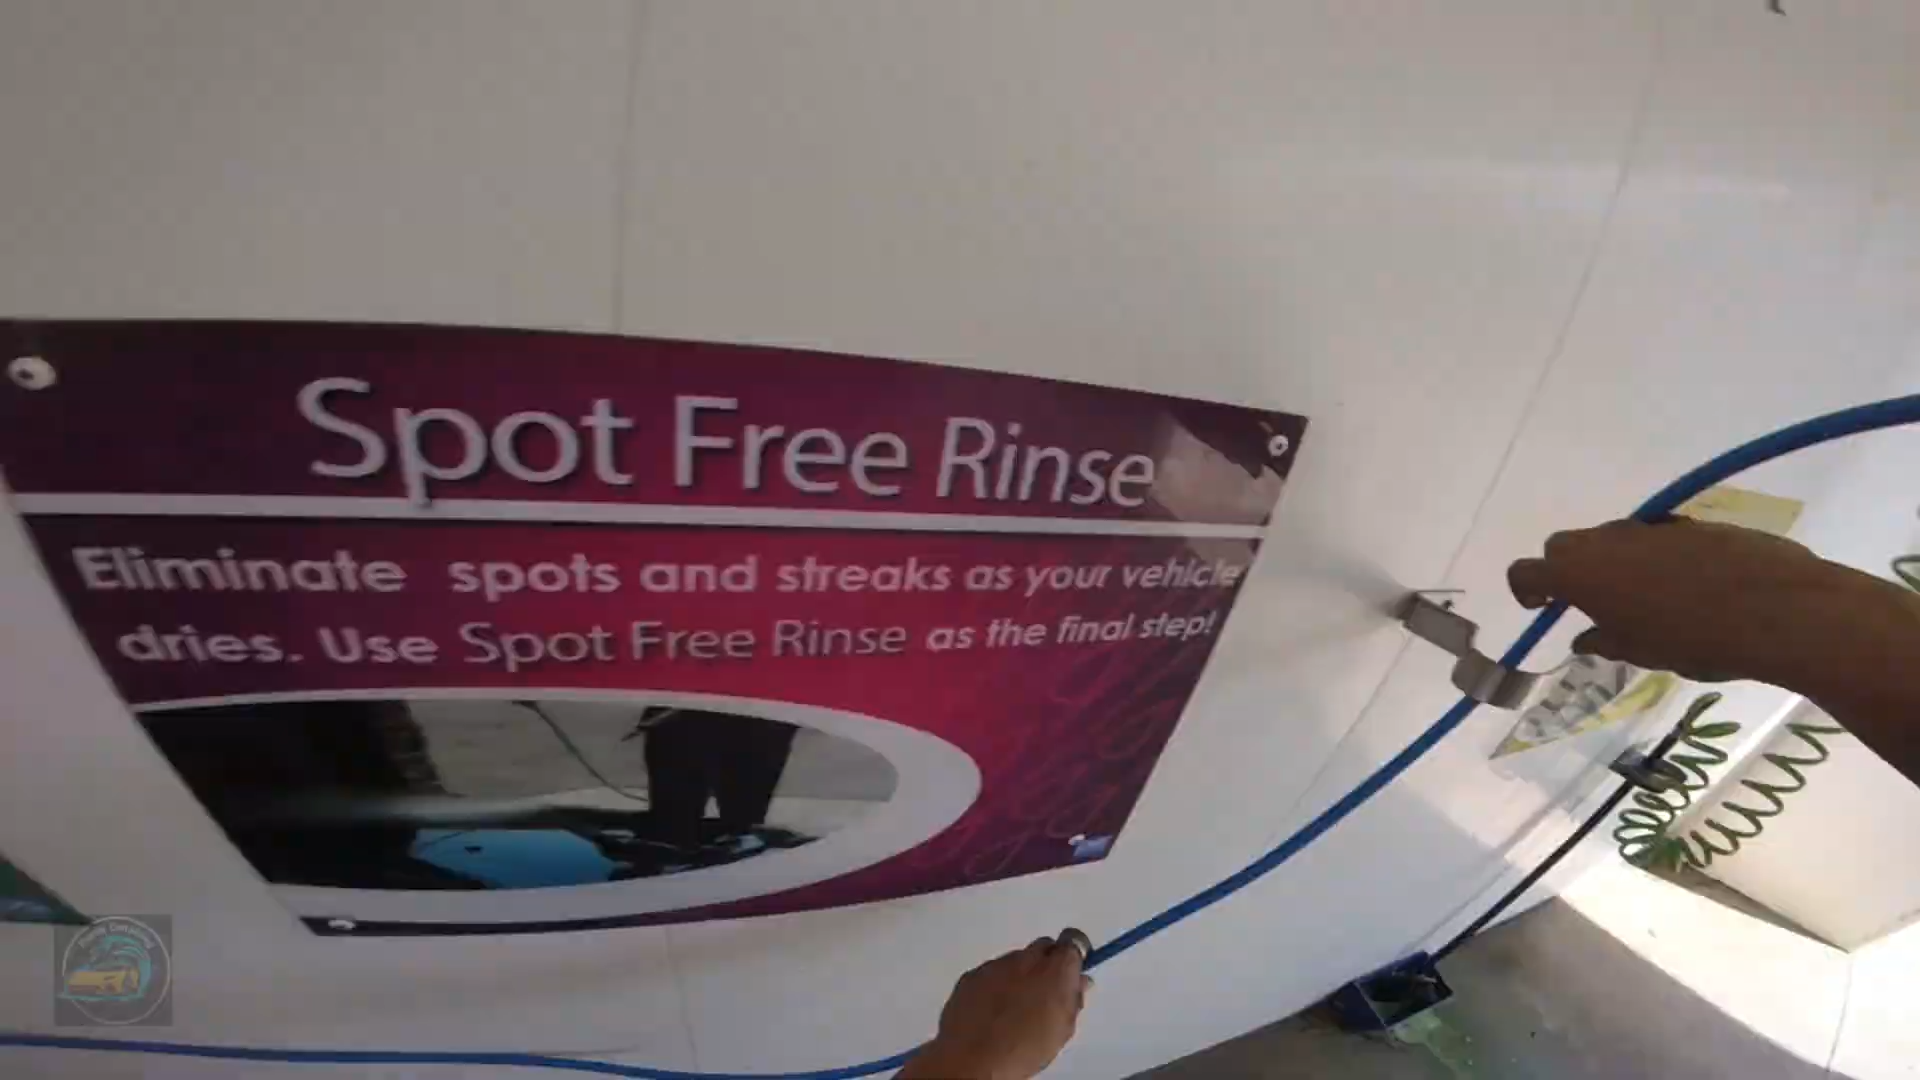 Spot Free Rinse
Eliminate spots and streaks as your vehicle
dries. Use Spot Free Rinse as the final step!